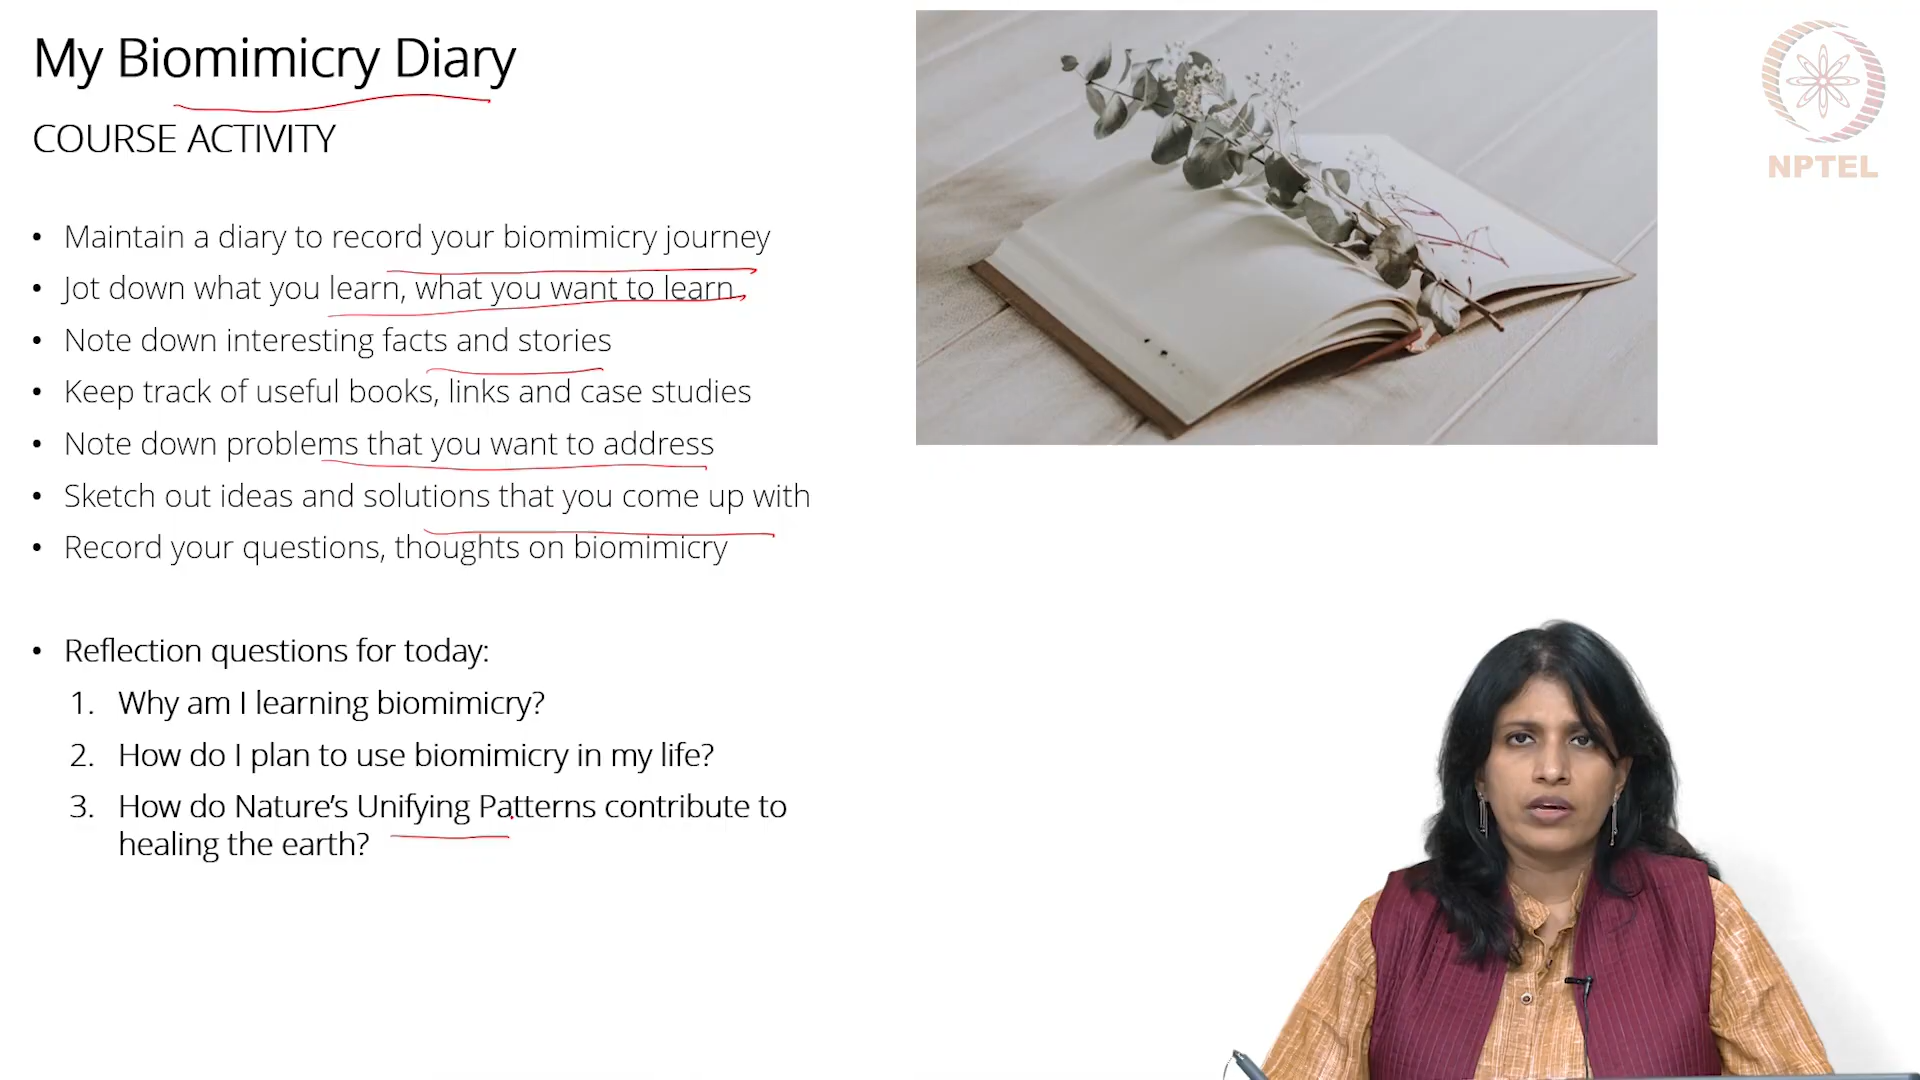 My Biomimicry Diary
COURSE ACTIVITY
• Maintain a diary to record your biomimicry journey
• Jot down what you learn, what you want to learn
• Note down interesting facts and stories
• Keep track of useful books, links and case studies
• Note down problems that you want to address
• Sketch out ideas and solutions that you come up with
• Record your questions, thoughts on biomimicry
• Reflection questions for today:
1. Why am I learning biomimicry?
2. How do I plan to use biomimicry in my life?
3. How do Nature's Unifying Patterns contribute to
healing the earth?
NPTEL